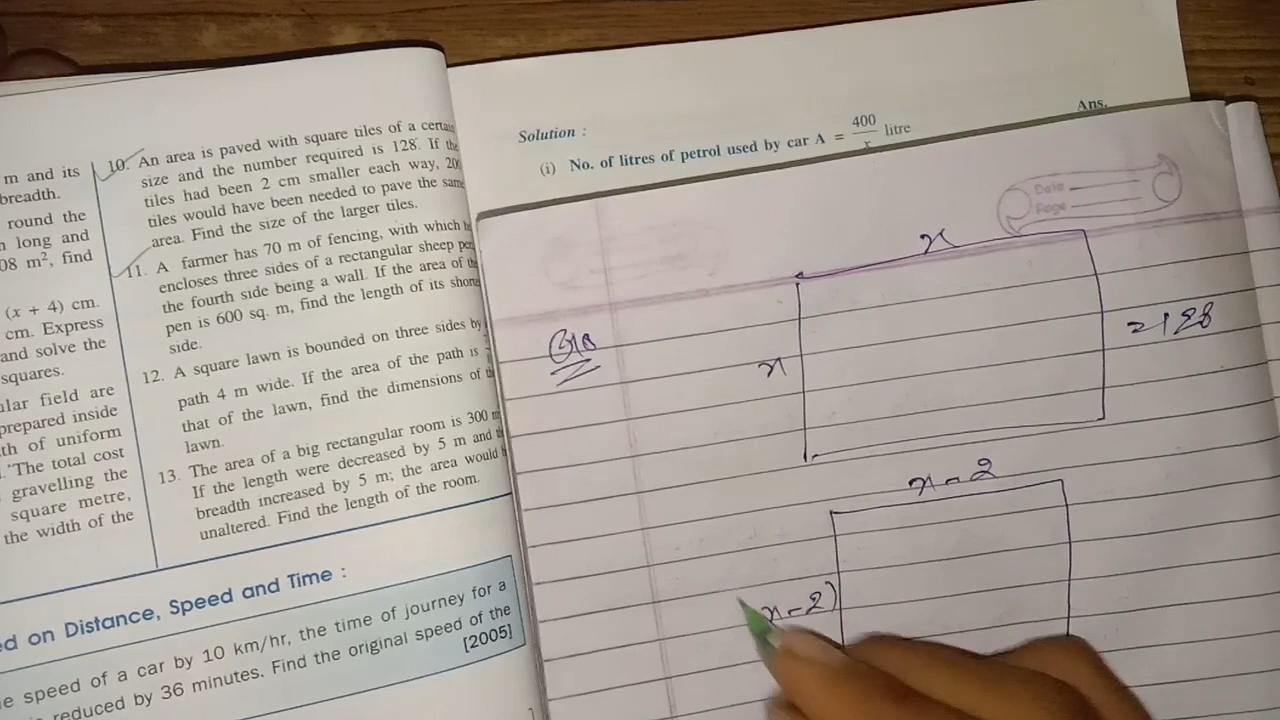 m and its
breadth.
round the
long and
08 m², find
(x + 4) cm.
cm. Express
and solve the
squares.
ular field are
prepared inside
th of uniform
"The total cost
gravelling the
square metre,
the width of the
10. An area is paved with square tiles of a certa
size and the number required is 128. If the
tiles had been 2 cm smaller each way, 20
tiles would have been needed to pave the same
area. Find the size of the larger tiles.
11. A farmer has 70 m of fencing, with which h
encloses three sides of a rectangular sheep pen
the fourth side being a wall. If the area of the
pen is 600 sq. m, find the length of its shor
side.
12. A square lawn is bounded on three sides by
path 4 m wide. If the area of the path is
that of the lawn, find the dimensions of
lawn.
13. The area of a big rectangular room is 300 m
If the length were decreased by 5 m and
breadth increased by 5 m; the area would
unaltered. Find the length of the room.
ed on Distance, Speed and Time :
e speed of a car by 10 km/hr, the time of journey for a
reduced by 36 minutes. Find the original speed of the
[2005]
Ans.
Solution :
(i) No. of litres of petrol used by car A = 400/x litre
Date
Page
x
x
=128
x-2
x-2)